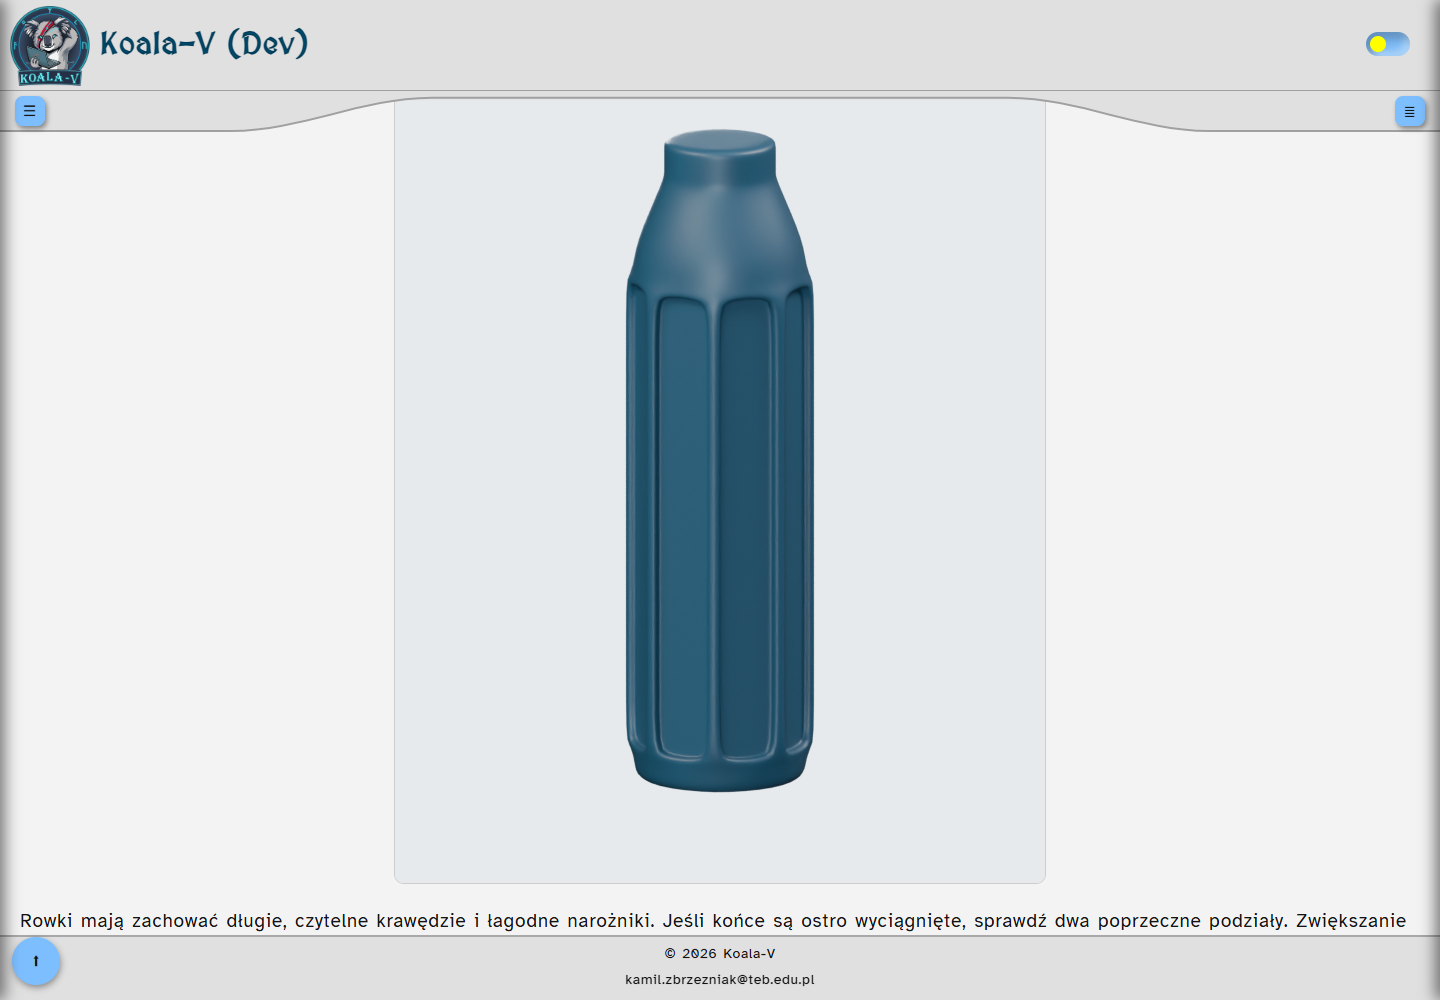 KOALA-V
Koala-V (Dev)
Rowki mają zachować długie, czytelne krawędzie i łagodne narożniki. Jeśli końce są ostro wyciągnięte, sprawdź dwa poprzeczne podziały. Zwiększanie
© 2026 Koala-V
kamil.zbrzezniak@teb.edu.pl